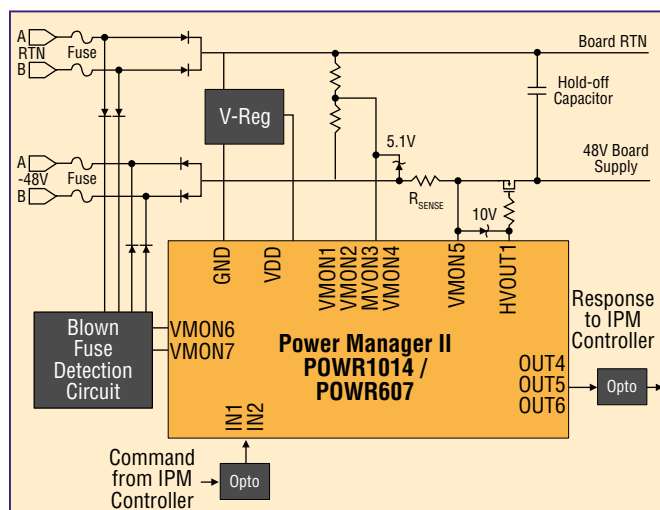 A
RTN
B
Fuse
Board RTN
Hold-off
Capacitor
V-Reg
5.1V
A
-48V
B
Fuse
48V Board
Supply
RSENSE
10V
GND
VDD
VMON1
VMON2
MVON3
VMON4
VMON5
HVOUT1
Blown
Fuse
Detection
Circuit
VMON6
VMON7
Power Manager II
POWR1014 /
POWR607
Response
to IPM
Controller
OUT4
OUT5
OUT6
Opto
IN1
IN2
Command
from IPM
Controller
Opto